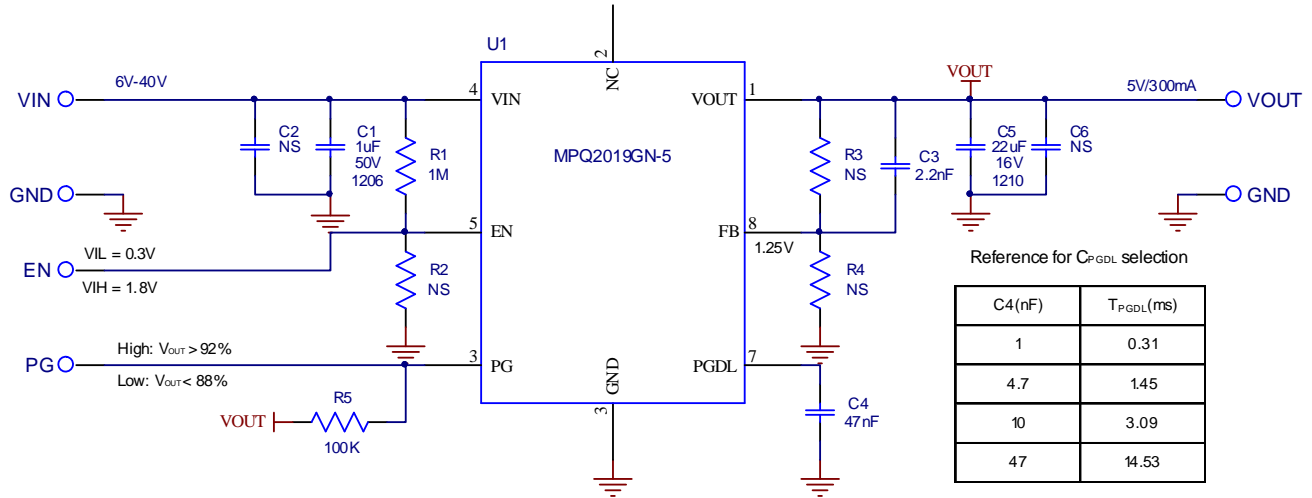 U1
2
NC
VIN
6V-40V
4
VIN
C2
NS
C1
1uF
50V
1206
R1
1M
MPQ2019GN-5
VOUT
1
R3
NS
C3
2.2nF
VOUT
C5
22uF
16V
1210
C6
NS
5V/300mA
VOUT
GND
GND
5
EN
FB
8
1.25V
EN
VIL = 0.3V
VIH = 1.8V
R2
NS
R4
NS
PG
High: VOUT > 92%
Low: VOUT < 88%
3
PG
PGDL
7
GND
3
VOUT
R5
100K
C4
47nF
Reference for CPGDL selection
C4(nF) TPGDL(ms)
1 0.31
4.7 1.45
10 3.09
47 14.53